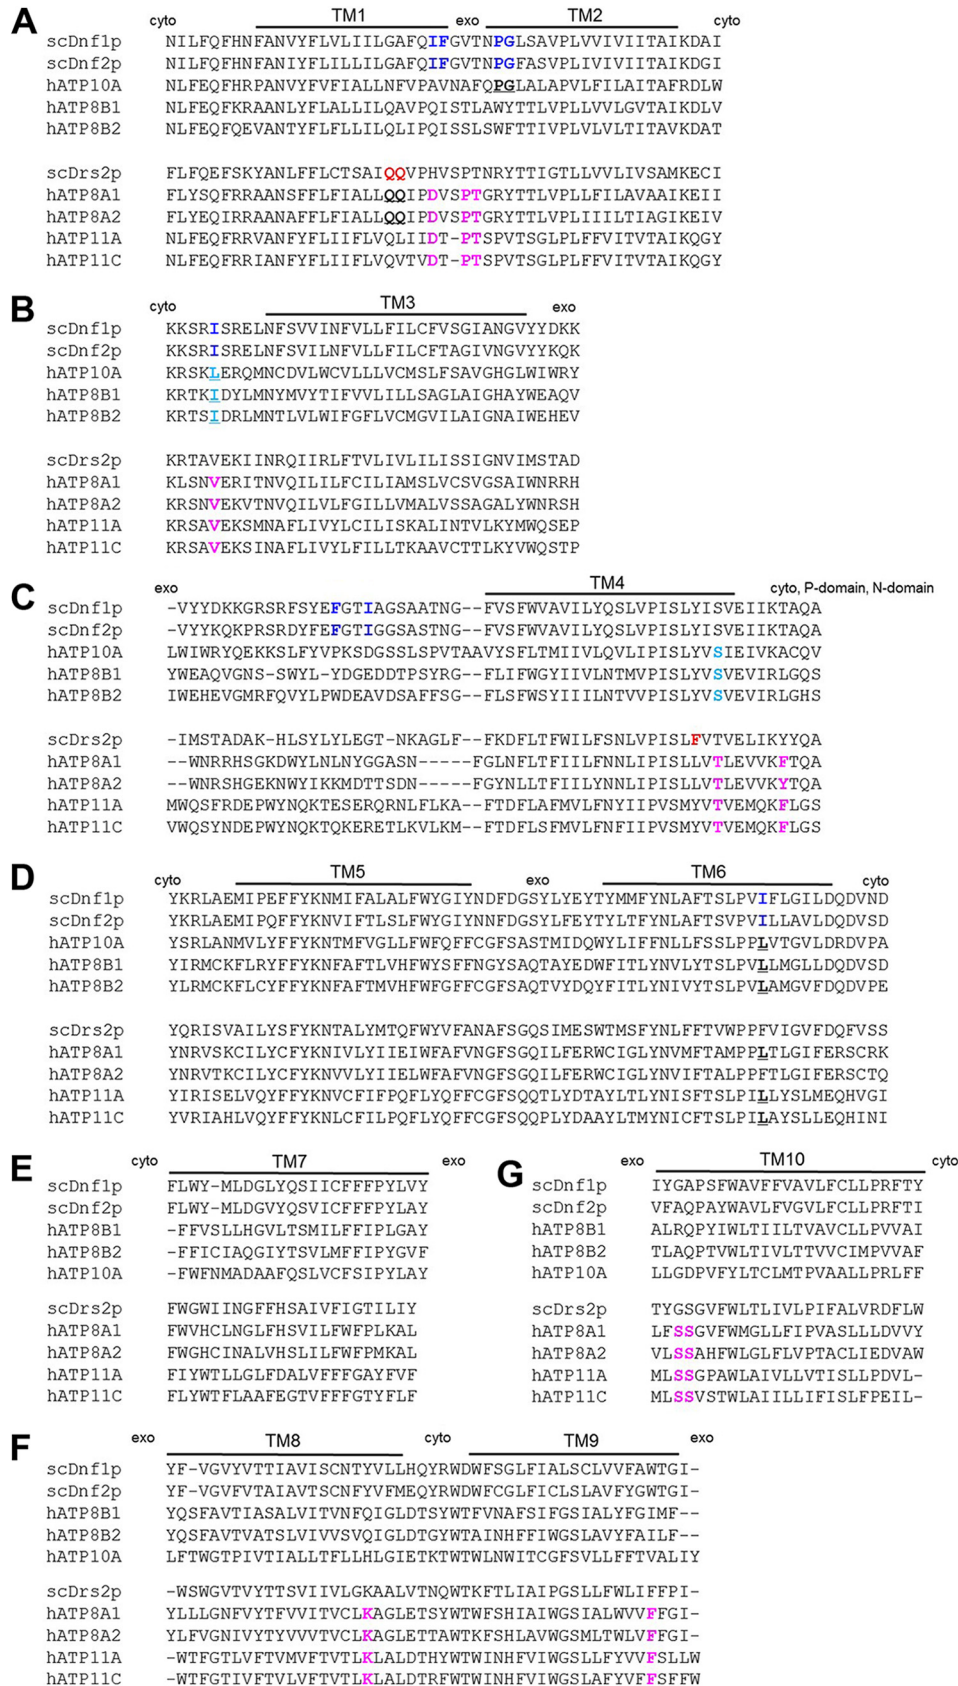 A
cyto TM1 exo TM2 cyto
scDnf1p NILFQFHNFANVYFLVLIILGAFQIFGVTNPGLSAVPLVVIVIITAIKDAI
scDnf2p NILFQFHNFANIYFLILLILGAFQIFGVTNPGFASVPLIVIVIITAIKDGI
hATP10A NLFEQFHRPANVYFVFIALLNFVPAVNAFQPGLALAPVLFILAITAFRDLW
hATP8B1 NLFEQFKRAANLYFLALLILQAVPQISTLAWYTTLVPLLVVLGVTAIKDLV
hATP8B2 NLFEQFQEVANTYFLFLLILQLIPQISSLSWFTTIVPLVLVLTITAVKDAT
scDrs2p FLFQEFSKYANLFFLCTSAIQQVPHVSPTNRYTTIGTLLVVLIVSAMKECI
hATP8A1 FLYSQFRRAANSFFLFIALLQQIPDVSPTGRYTTLVPLLFILAVAAIKEII
hATP8A2 FLYEQIRRAANAFFLFIALLQQIPDVSPTGRYTTLVPLIIILTIAGIKEIV
hATP11A NLFEQFRRVANFYFLIIFLVQLIIDT-PTSPVTSGLPLFFVITVTAIKQGY
hATP11C NLFEQFRRIANFYFLIIFLVQVTVDT-PTSPVTSGLPLFFVITVTAIKQGY
B
cyto TM3 exo
scDnf1p KKSRISRELNFSVVINFVLLFILCFVSGIANGVYYDKK
scDnf2p KKSRISRELNFSVILNFVLLFILCFTAGIVNGVYYKQK
hATP10A KRSKLERQMNCDVLWCVLLLVCMSLFSAVGHGLWIWRY
hATP8B1 KRTKIDYLMNYMVYTIFVVLILLSAGLAIGHAYWEAQV
hATP8B2 KRTSIDRLMNTLVLWIFGFLVCMGVILAIGNAIWEHEV
scDrs2p KRTAVEKIINRQIIRLFTVLIVLILISSIGNVIMSTAD
hATP8A1 KLSNVERITNVQILILFCILIAMSLVCSVGSAIWNRRH
hATP8A2 KRSNVEKVTNVQILVLFGILLVMALVSSAGALYWNRSH
hATP11A KRSAVEKSMNAFLIVYLCILISKALINTVLKYMWQSEP
hATP11C KRSAVEKSINAFLIVYLFILLTKAAVCTTLKYVWQSTP
C
exo TM4 cyto, P-domain, N-domain
scDnf1p -VYYDKKGRSRFSYEFGTIAGSAATNG--FVSFWVAVILYQSLVPISLYISVEIIKTAQA
scDnf2p -VYYKQKPRSRDYFEFGTIGGSASTNG--FVSFWVAVILYQSLVPISLYISVEIIKTAQA
hATP10A LWIWRYQEKKSLFYVPKSDGSSLSPVTAAVYSFLTMIIVLQVLIPISLYVSIEIVKACQV
hATP8B1 YWEAQVGNS-SWYL-YDGEDDTPSYRG--FLIFWGYIIVLNTMVPISLYVSVEVIRLGQS
hATP8B2 IWEHEVGMRFQVYLPWDEAVDSAFFSG--FLSFWSYIIILNTVVPISLYVSVEVIRLGHS
scDrs2p -IMSTADAK-HLSYLYLEGT-NKAGLF--FKDFLTFWILFSNLVPISLFVTVELIKYYQA
hATP8A1 --WNRRHSGKDWYLNLNYGGASN-----FGLNFLTFIILFNNLIPISLLVTLEVVKFTQA
hATP8A2 --WNRSHGEKNWYIKKMDTTSDN-----FGYNLLTFIILYNNLIPISLLVTLEVVKYTQA
hATP11A MWQSFRDEPWYNQKTESERQRNLFLKA--FTDFLAFMVLFNYIIPVSMYVTVEMQKFLGS
hATP11C VWQSYNDEPWYNQKTQKERETLKVLKM--FTDFLSFMVLFNFIIPVSMYVTVEMQKFLGS
D
cyto TM5 exo TM6 cyto
scDnf1p YKRLAEMIPEFFYKNMIFALALFWYGIYNDFDGSYLYEYTYMMFYNLAFTSLPVIFLGILDQDVND
scDnf2p YKRLAEMIPQFFYKNVIFTLSLFWYGIYNNFDGSYLFEYTYLTFYNLAFTSVPVILLAVLDQDVSD
hATP10A YSRLANMVLYFFYKNTMFVGLLFWFQFFCGFSASTMIDQWYLIFFNLLFSSLPPLVTGVLDRDVPA
hATP8B1 YIRMCKFLRYFFYKNFAFTLVHFWYSFFNGYSAQTAYEDWFITLYNVLYTSLPVLLMGLLDQDVSD
hATP8B2 YLRMCKFLCYFFYKNFAFTMVHFWFGFFCGFSAQTVYDQYFITLYNIVYTSLPVLAMGVFDQDVPE
scDrs2p YQRISVAILYSFYKNTALYMTQFWYVFANAFSGQSIMESWTMSFYNLFFTVWPPFVIGVFDQFVSS
hATP8A1 YNRVSKCILYCFYKNIVLYIIEIWFAFVNGFSGQILFERWCIGLYNVMFTAMPPLTLGIFERSCRK
hATP8A2 YNRVTKCILYCFYKNVVLYIIELWFAFVNGFSGQILFERWCIGLYNVIFTALPPFTLGIFERSCTQ
hATP11A YIRISELVQYFFYKNVCFIFPQFLYQFFCGFSQQTLYDTAYLTLYNISFTSLPILLYSLMEQHVGI
hATP11C YVRIAHLVQYFFYKNLCFILPQFLYQFFCGFSQQPLYDAAYLTMYNICFTSLPILAYSLLEQHINI
E
cyto TM7 exo
scDnf1p FLWY-MLDGLYQSIICFFFPYLVY
scDnf2p FLWY-MLDGVYQSVICFFFPYLAY
hATP8B1 -FFVSLLHGVLTSMILFFIPLGAY
hATP8B2 -FFICIAQGIYTSVLMFFIPYGVF
hATP10A -FWFNMADAAFQSLVCFSIPYLAY
scDrs2p FWGWIINGFFHSAIVFIGTILIY
hATP8A1 FWVHCLNGLFHSVILFWFPLKAL
hATP8A2 FWGHCINALVHSLILFWFPMKAL
hATP11A FIYWTLLGLFDALVFFFGAYFVF
hATP11C FLYWTFLAAFEGTVFFFGTYFLF
G
exo TM10 cyto
scDnf1p IYGAPSFWAVFFVAVLFCLLPRFTY
scDnf2p VFAQPAYWAVLFVGVLFCLLPRFTI
hATP8B1 ALRQPYIWLTIILTVAVCLLPVVAI
hATP8B2 TLAQPTVWLTIVLTTVVCIMPVVAF
hATP10A LLGDPVFYLTCLMTPVAALLPRLFF
scDrs2p TYGSGVFWLTLIVLPIFALVRDFLW
hATP8A1 LFSSGVFWMGLLFIPVASLLLDVVY
hATP8A2 VLSSAHFWLGLFLVPTACLIEDVAW
hATP11A MLSSGPAWLAIVLLVTISLLPDVL-
hATP11C MLSSVSTWLAIILLIFISLFPEIL-
F
exo TM8 cyto TM9 exo
scDnf1p YF-VGVYVTTIAVISCNTYVLLHQYRWDWFSGLFIALSCLVVFAWTGI-
scDnf2p YF-VGVFVTAIAVTSCNFYVFMEQYRWDWFCGLFICLSLAVFYGWTGI-
hATP8B1 YQSFAVTIASALVITVNFQIGLDTSYWTFVNAFSIFGSIALYFGIMF--
hATP8B2 YQSFAVTVATSLVIVVSVQIGLDTGYWTAINHFFIWGSLAVYFAILF--
hATP10A LFTWGTPIVTIALLTFLLHLGIETKTWTWLNWITCGFSVLLFFTVALIY
scDrs2p -WSWGVTVYTTSVIIVLGKAALVTNQWTKFTLIAIPGSLLFWLIFFPI-
hATP8A1 YLLLGNFVYTFVVITVCLKAGLETSYWTWFSHIAIWGSIALWVVFFGI-
hATP8A2 YLFVGNIVYTYVVVTVCLKAGLETTAWTKFSHLAVWGSMLTWLVFFGI-
hATP11A -WTFGTLVFTVMVFTVTLKLALDTHYWTWINHFVIWGSLLFYVVFSLLW
hATP11C -WTFGTIVFTVLVFTVTLKLALDTRFWTWINHFVIWGSLAFYVFFSFFW